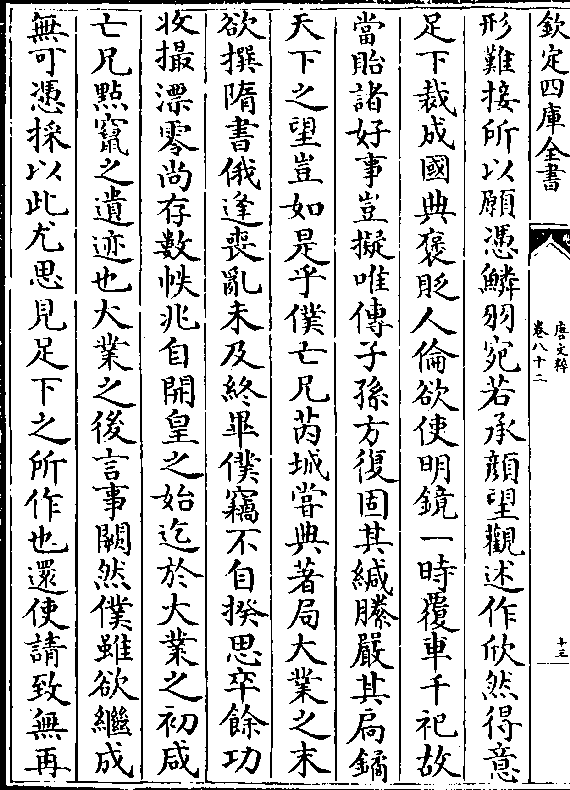 欽定四庫全書
唐文粹
卷八十二
十三
形難接所以願憑鱗羽宛若承顔望觀述作欣然得意
足下裁成國典褒貶人倫欲使明鏡一時覆車千祀故
當貽諸好事豈擬唯傳子孫方復固其緘縢嚴其扃鐍
天下之望豈如是乎僕亡兄芮城嘗典著局大業之末
欲撰隋書俄逢喪亂未及終畢僕竊不自揆思卒餘功
收撮漂零尚存數帙兆自開皇之始迄於大業之初咸
亡兄點竄之遺迹也大業之後言事闕然僕雖欲繼成
無可憑採以此尤思見足下之所作也還使請致無再